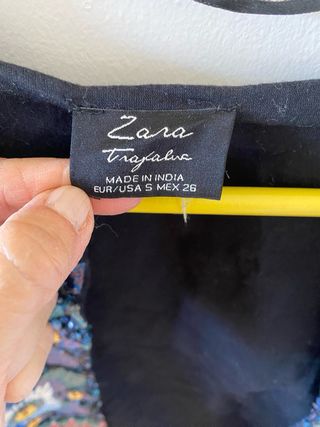 Zara
Trafaluc
MADE IN INDIA
EUR/USA S MEX 26